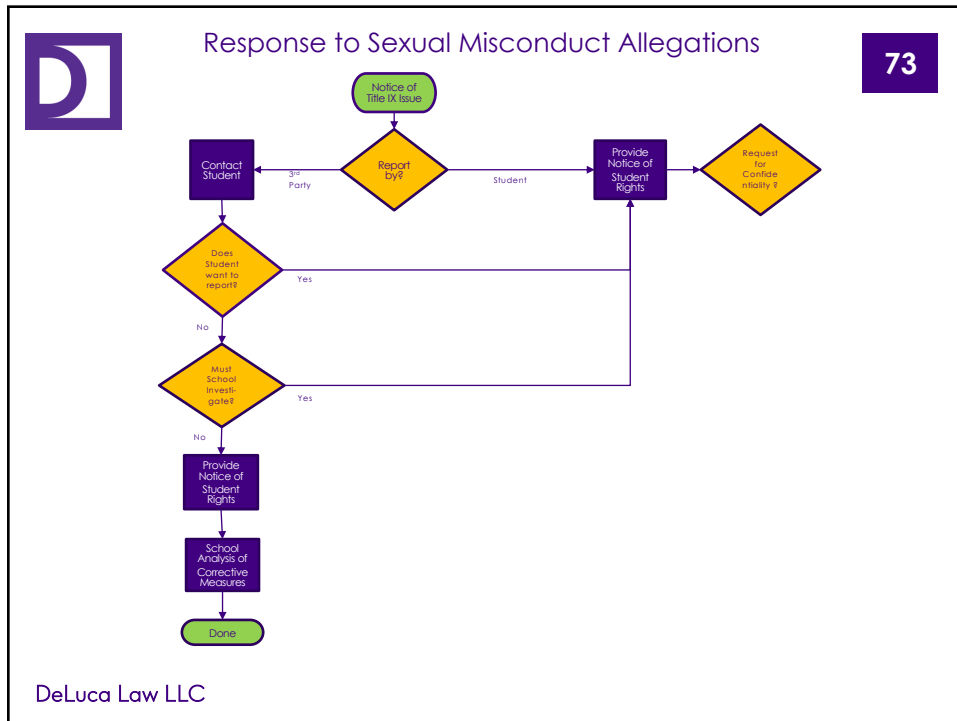 Response to Sexual Misconduct Allegations
73
Notice of
Title IX Issue
Contact
Student
3rd
Party
Report
by?
Student
Provide
Notice of
Student
Rights
Request
for
Confide
ntiality ?
Does
Student
want to
report?
Yes
No
Must
School
Investi-
gate?
Yes
No
Provide
Notice of
Student
Rights
School
Analysis of
Corrective
Measures
Done
DeLuca Law LLC